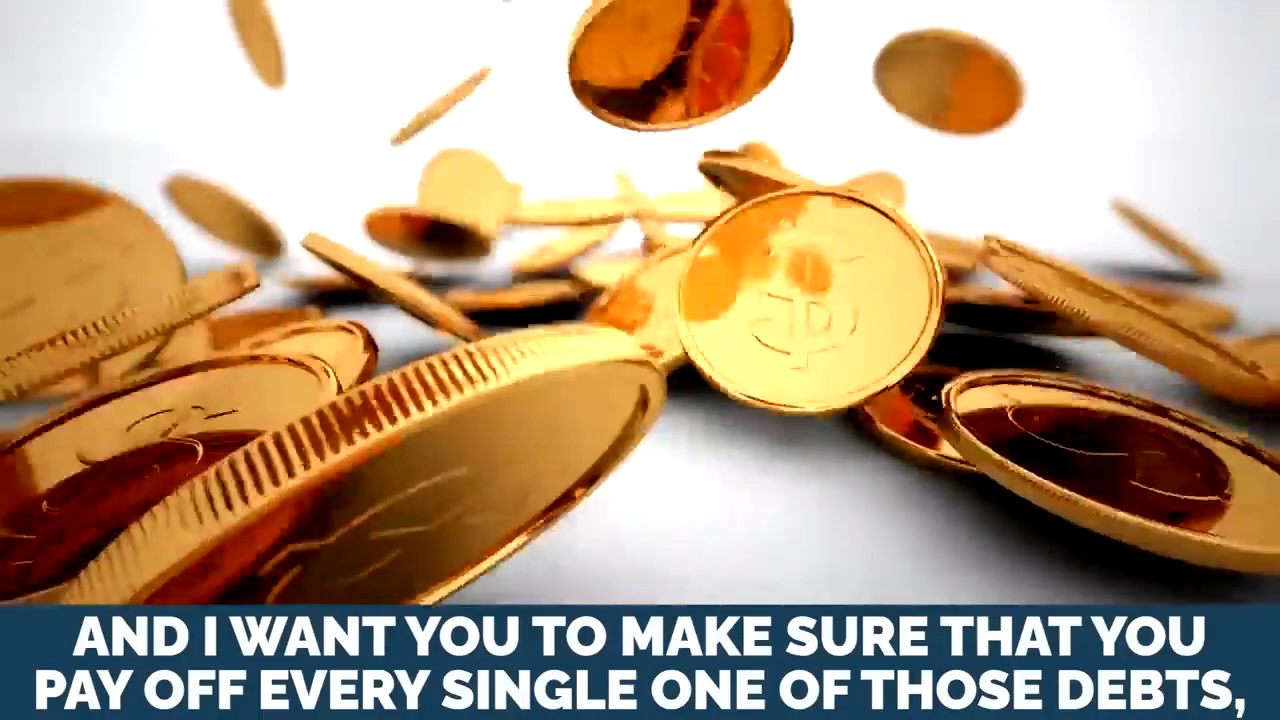 AND I WANT YOU TO MAKE SURE THAT YOU
PAY OFF EVERY SINGLE ONE OF THOSE DEBTS,